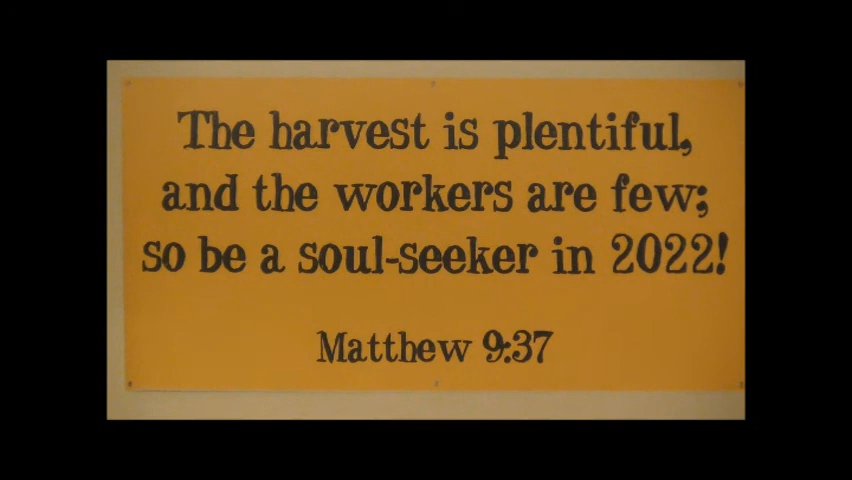 The harvest is plentiful,
and the workers are few;
so be a soul-seeker in 2022!
Matthew 9:37